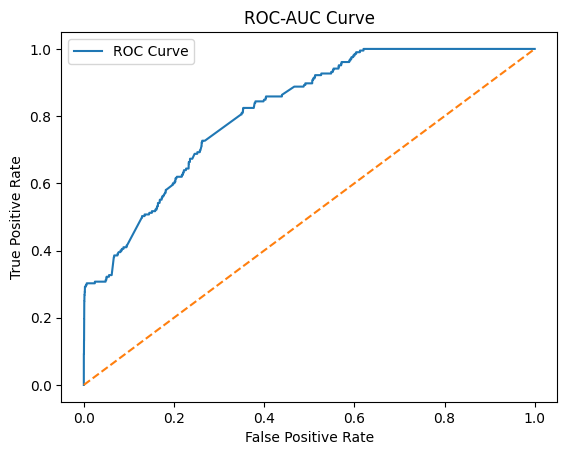 ROC-AUC Curve
ROC Curve
True Positive Rate
1.0
0.8
0.6
0.4
0.2
0.0
0.0 0.2 0.4 0.6 0.8 1.0
False Positive Rate